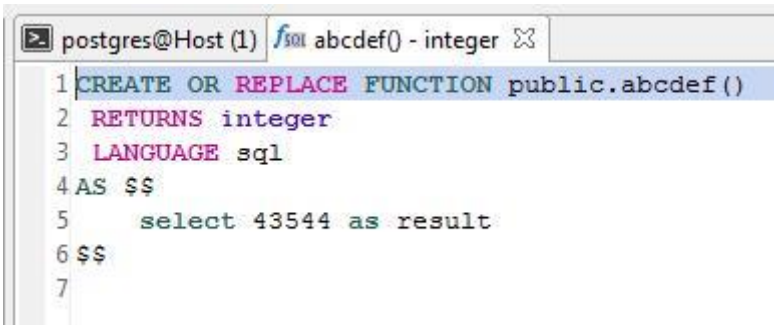 postgres@Host (1) fSQL abcdef() - integer
1 CREATE OR REPLACE FUNCTION public.abcdef()
2  RETURNS integer
3  LANGUAGE sql
4 AS $$
5     select 43544 as result
6 $$
7